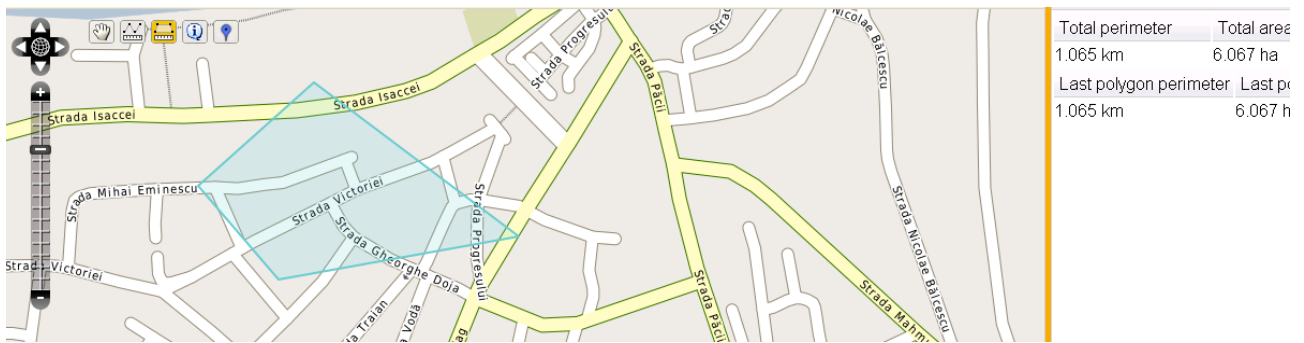 Nicolae Bălcescu
Strada Progresului
Strada Păcii
Strada Isaccei
Strada Isaccei
Strada Mihai Eminescu
Strada Victoriei
Strada Gheorghe Doja
Strada Progresului
Strada Nicolae Bălcescu
Victoriei
Traian
Vodă
Strada Păcii
Strada Mahm
Total perimeter Total area
1.065 km 6.067 ha
Last polygon perimeter Last po
1.065 km 6.067 h